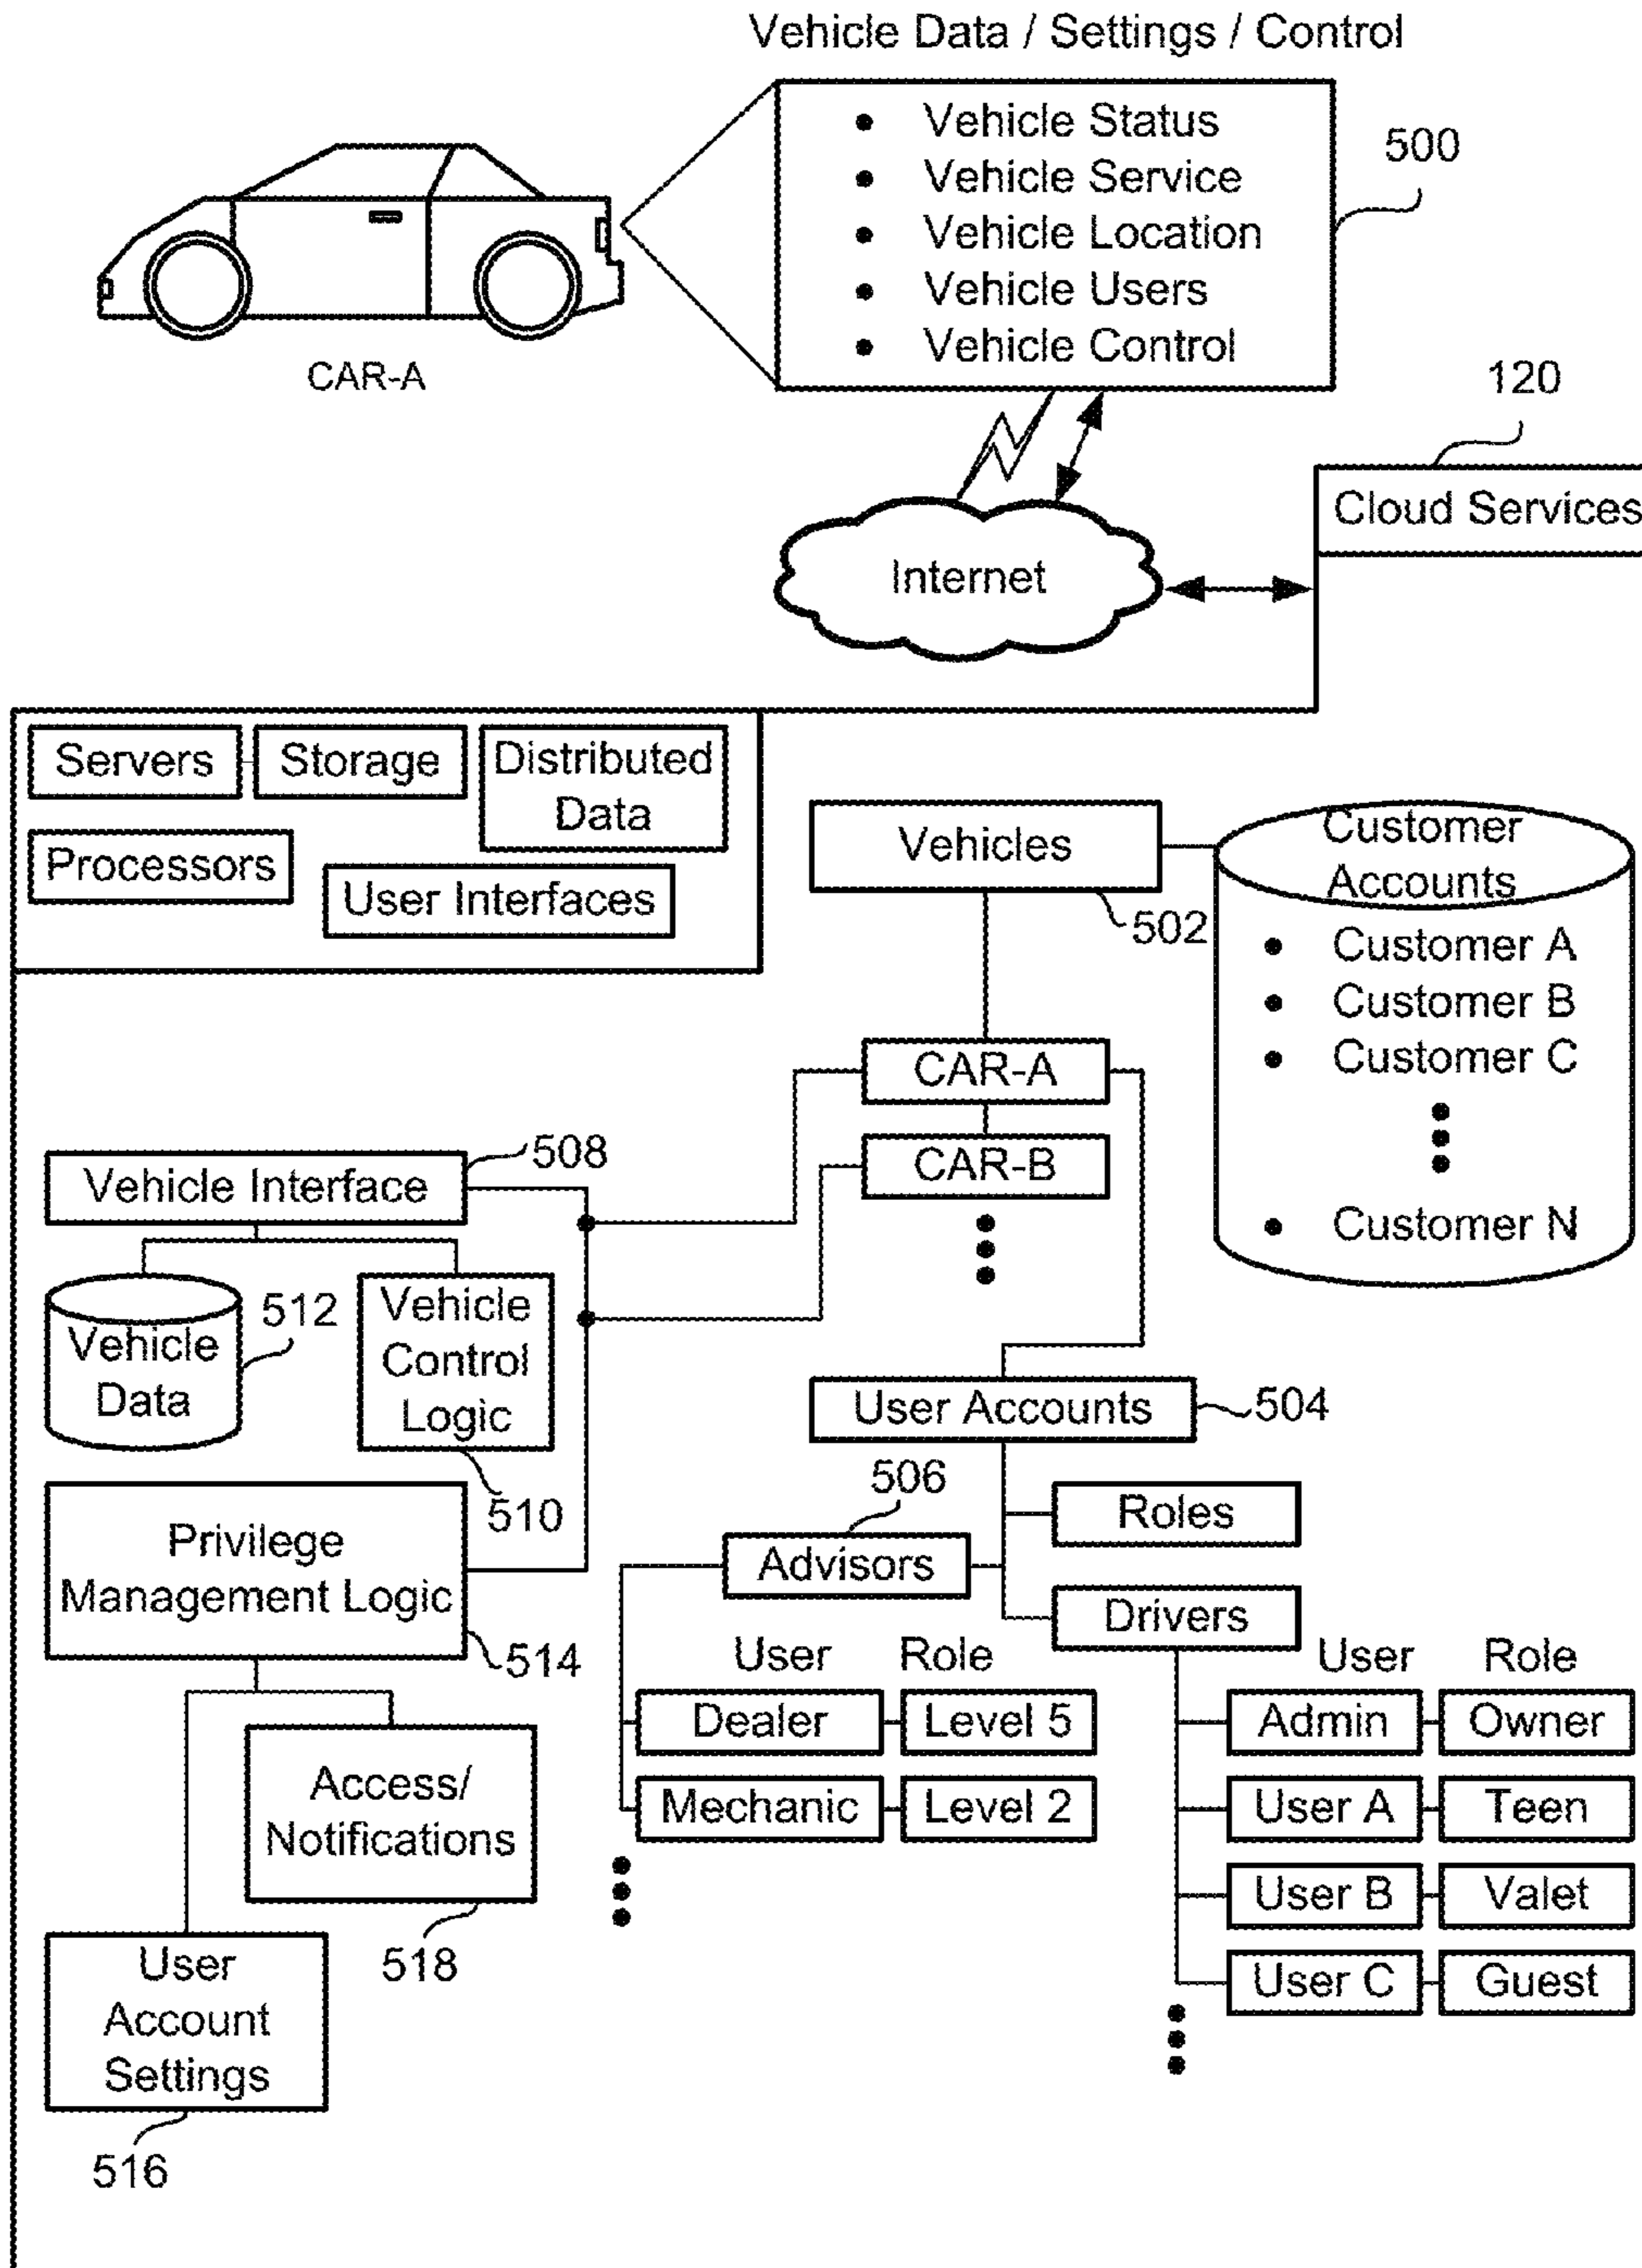 Vehicle Data / Settings / Control
• Vehicle Status
• Vehicle Service
• Vehicle Location
• Vehicle Users
• Vehicle Control
500
CAR-A
120
Cloud Services
Internet
Servers
Storage
Distributed
Data
Processors
User Interfaces
Vehicles
502
Customer
Accounts
• Customer A
• Customer B
• Customer C
• Customer N
CAR-A
CAR-B
Vehicle Interface
508
Vehicle
Data
512
Vehicle
Control
Logic
510
User Accounts
504
506
Advisors
Roles
Drivers
Privilege
Management Logic
514
User Role
Dealer Level 5
Mechanic Level 2
User Role
Admin Owner
User A Teen
User B Valet
User C Guest
Access/
Notifications
518
User
Account
Settings
516